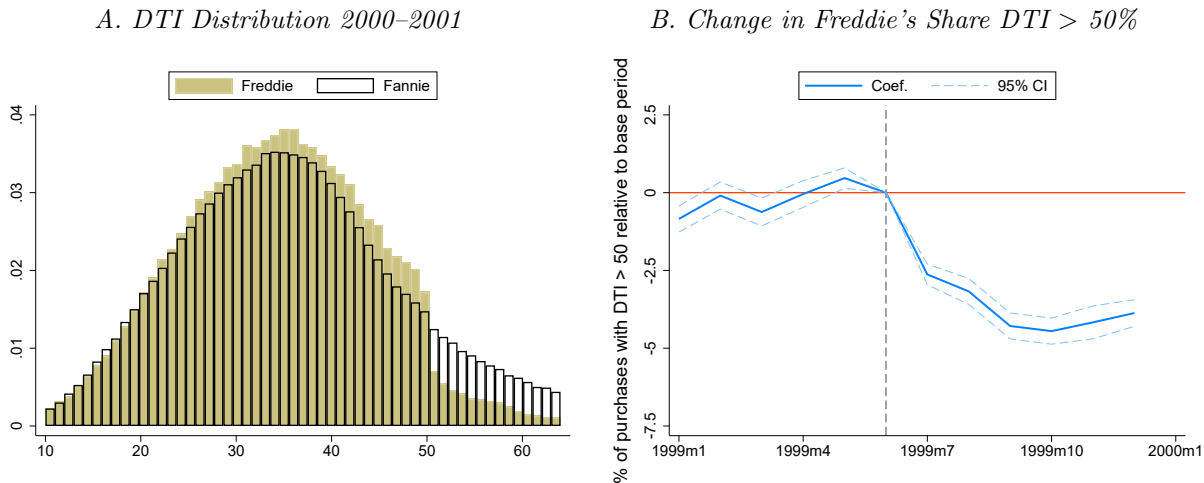 A. DTI Distribution 2000–2001
Freddie Fannie
.04
.03
.02
.01
0
10 20 30 40 50 60
B. Change in Freddie's Share DTI > 50%
Coef. 95% CI
% of purchases with DTI > 50 relative to base period
2.5
0
-2.5
-5
-7.5
1999m1 1999m4 1999m7 1999m10 2000m1